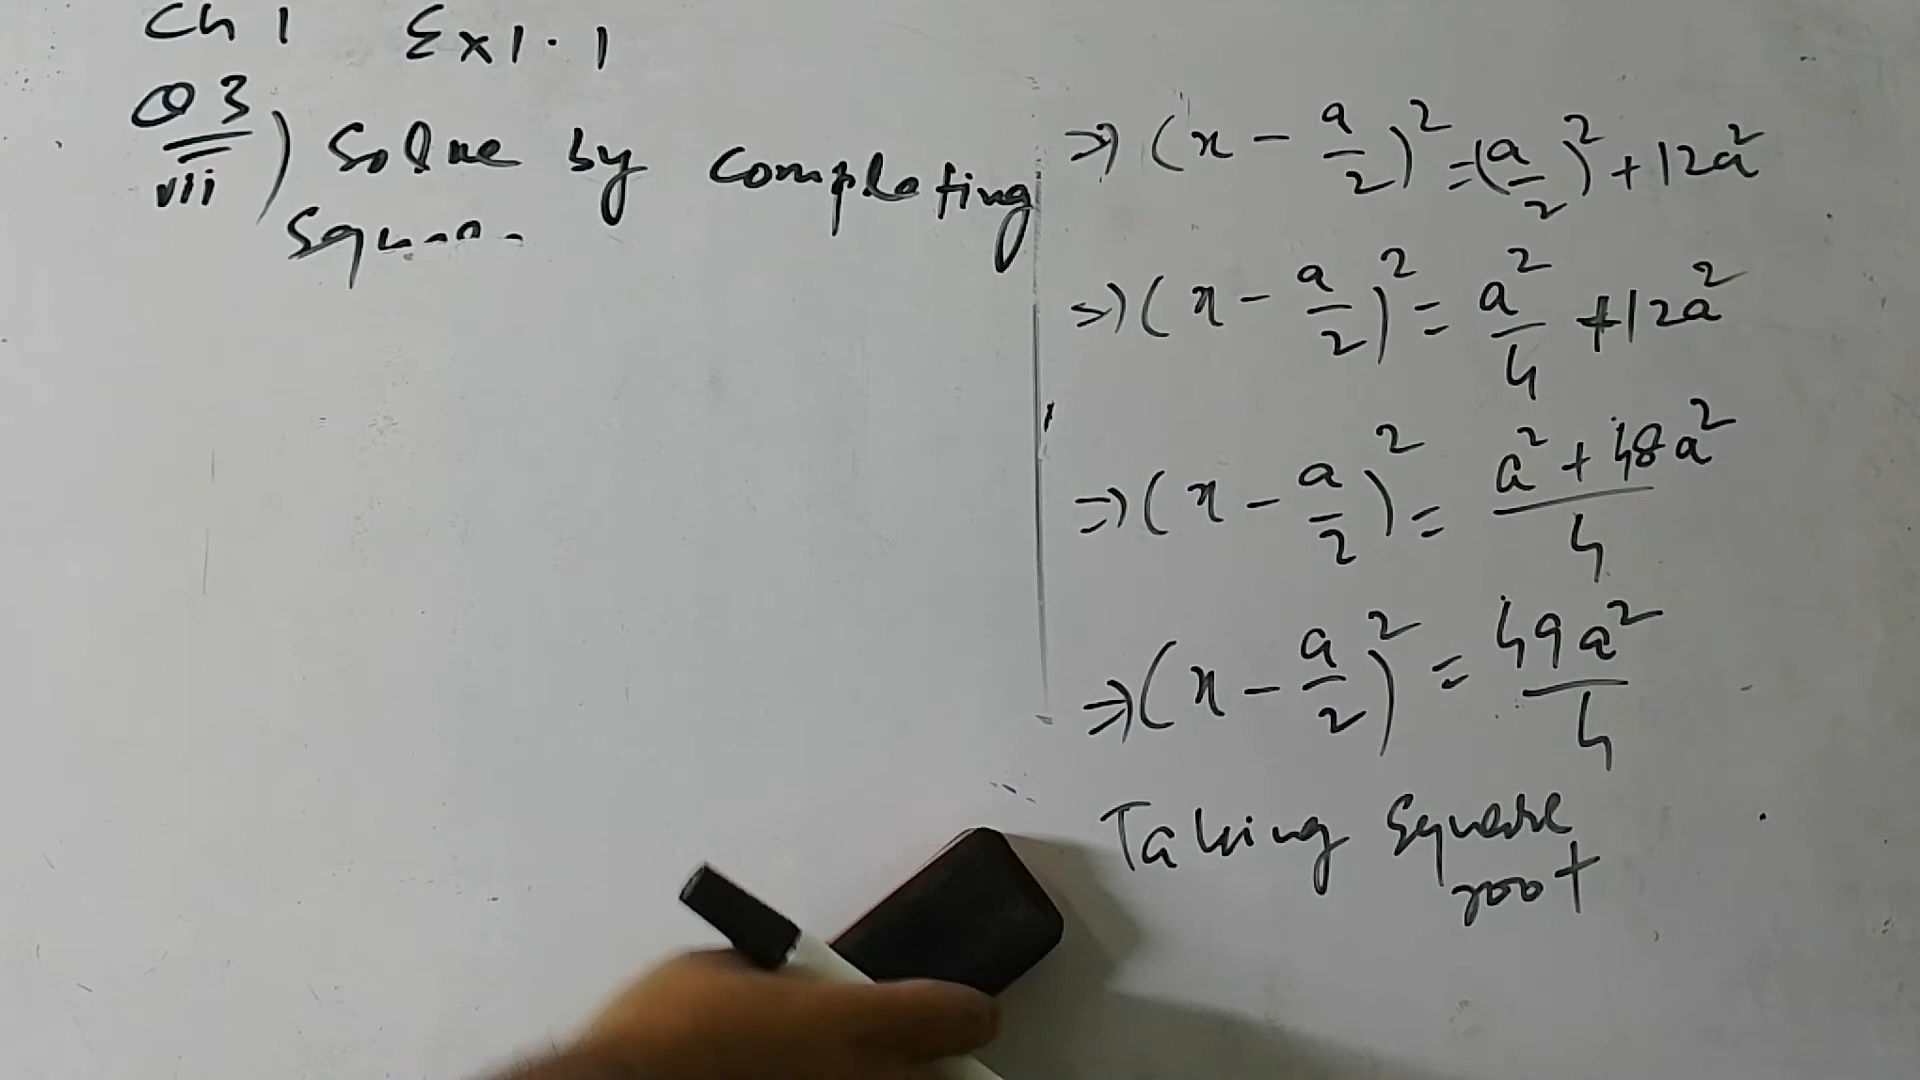 Ch 1 Ex 1.1
Q3
vii) Solve by completing
Squ
⇒ (x - a/2)² = (a/2)² + 12a²
⇒ (x - a/2)² = a²/4 + 12a²
⇒ (x - a/2)² = (a² + 48a²)/4
⇒ (x - a/2)² = 49a²/4
Taking Square
root